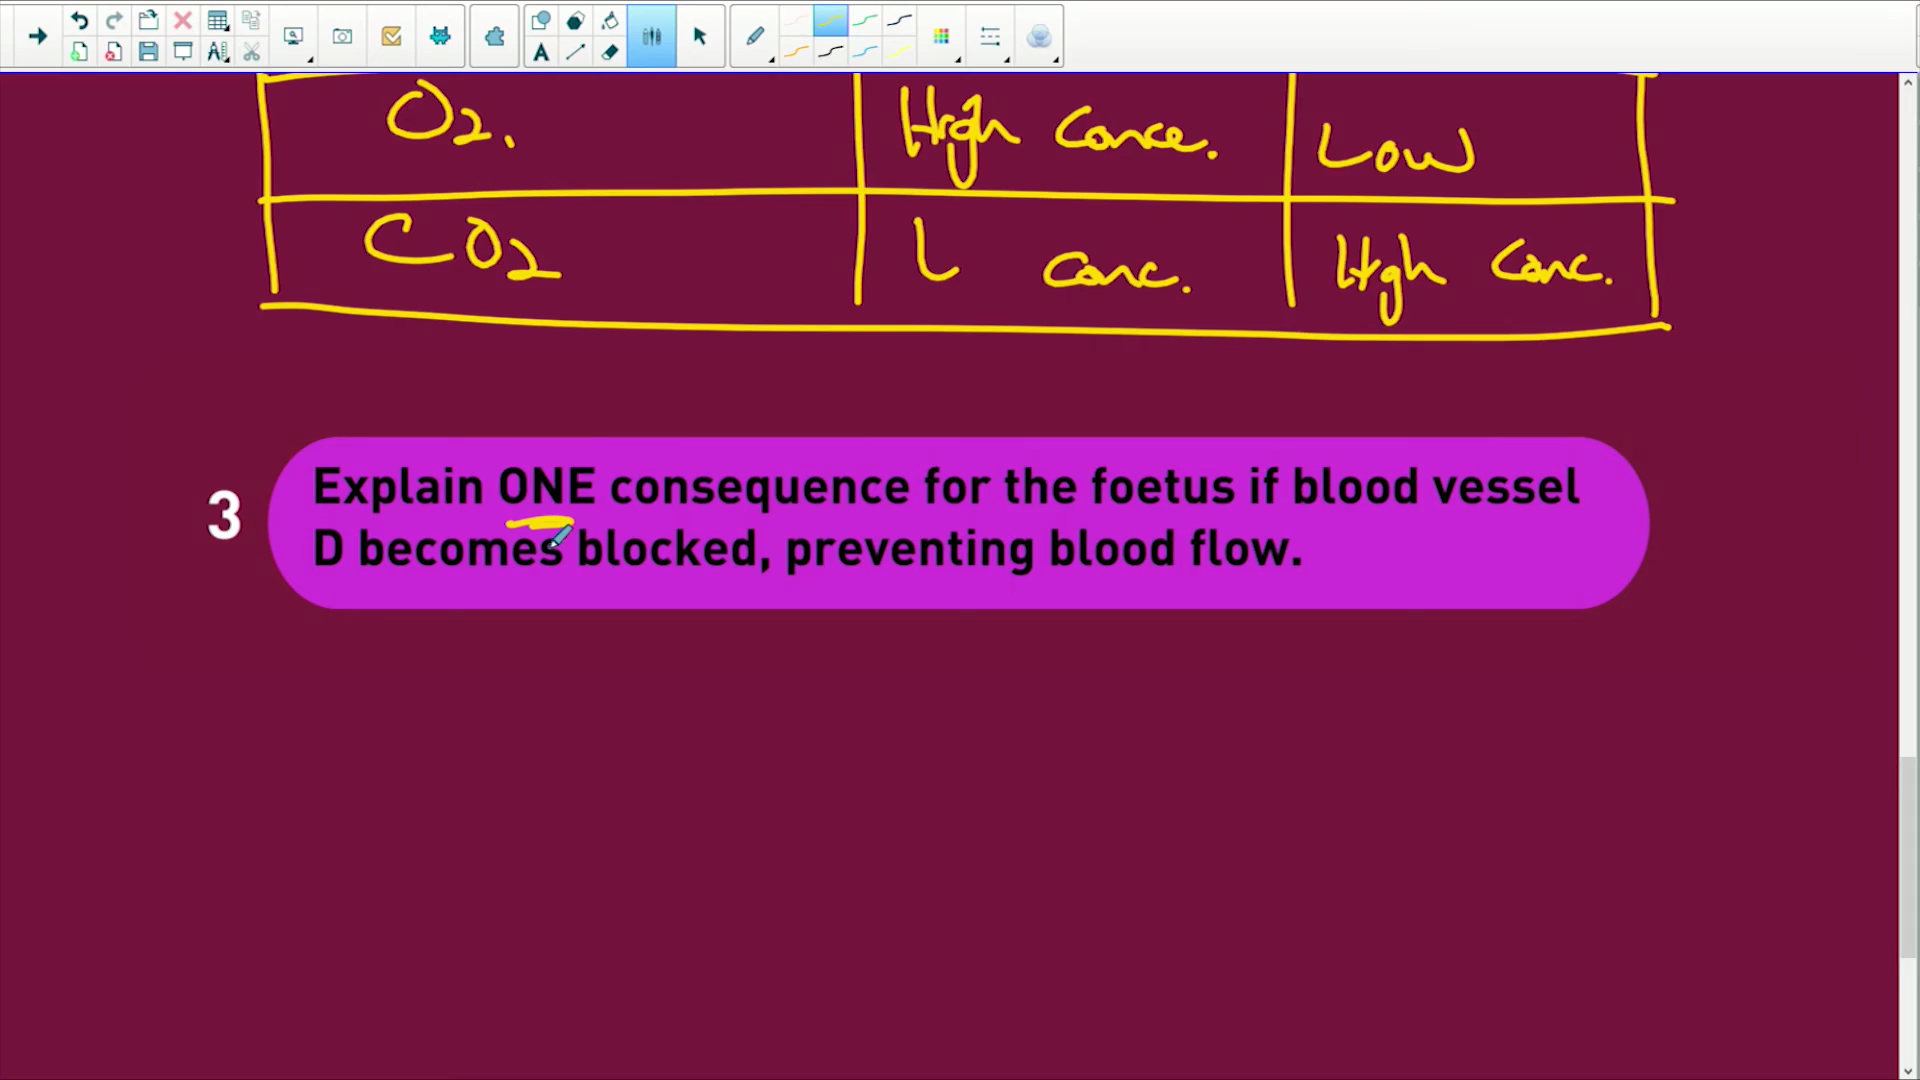 O2. High Conce. Low
CO2 L Conc. High Conc.
3
Explain ONE consequence for the foetus if blood vessel
D becomes blocked, preventing blood flow.